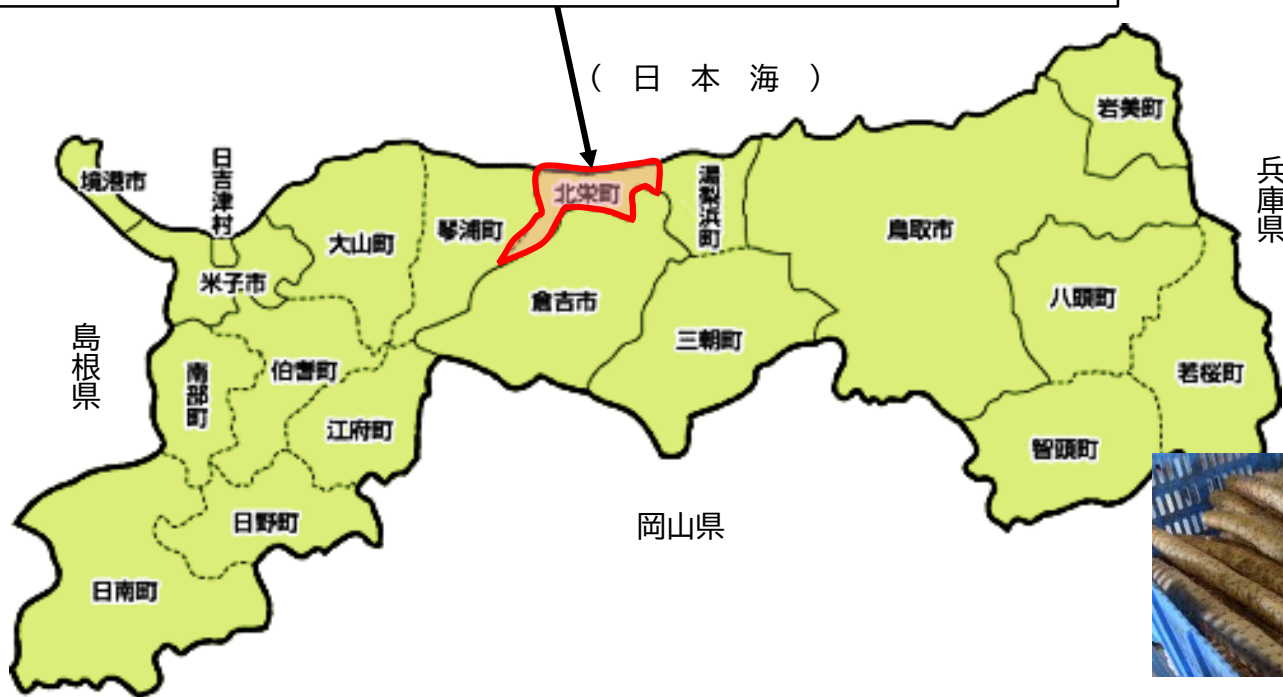 （ 日 本 海 ）
岩美町
兵庫県
境港市
日吉津村
大山町
琴浦町
北栄町
湯梨浜町
鳥取市
米子市
倉吉市
三朝町
八頭町
島根県
南部町
伯耆町
江府町
若桜町
智頭町
岡山県
日野町
日南町